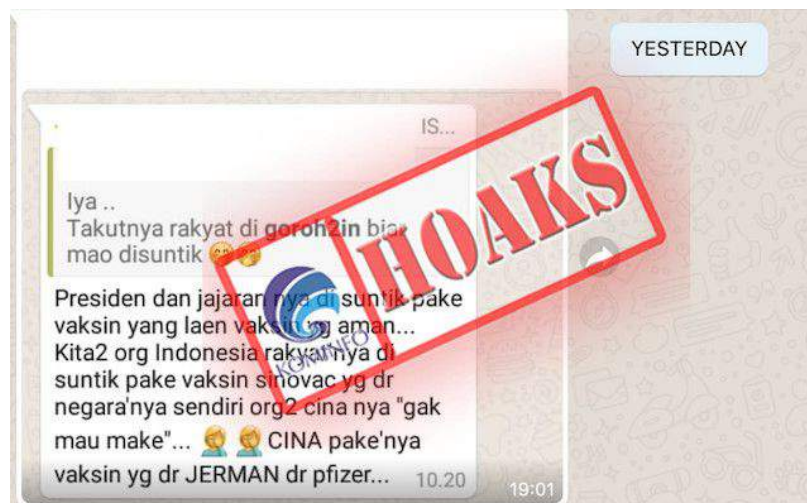 YESTERDAY
IS...
Iya ..
Takutnya rakyat di goroh2in biar
mao disuntik
Presiden dan jajaran nya di suntik pake
vaksin yang laen vaksin yg aman...
Kita2 org Indonesia rakyat nya di
suntik pake vaksin sinovac yg dr
negara'nya sendiri org2 cina nya "gak
mau make"... CINA pake'nya
vaksin yg dr JERMAN dr pfizer... 10.20
19:01
HOAKS
KOMINFO